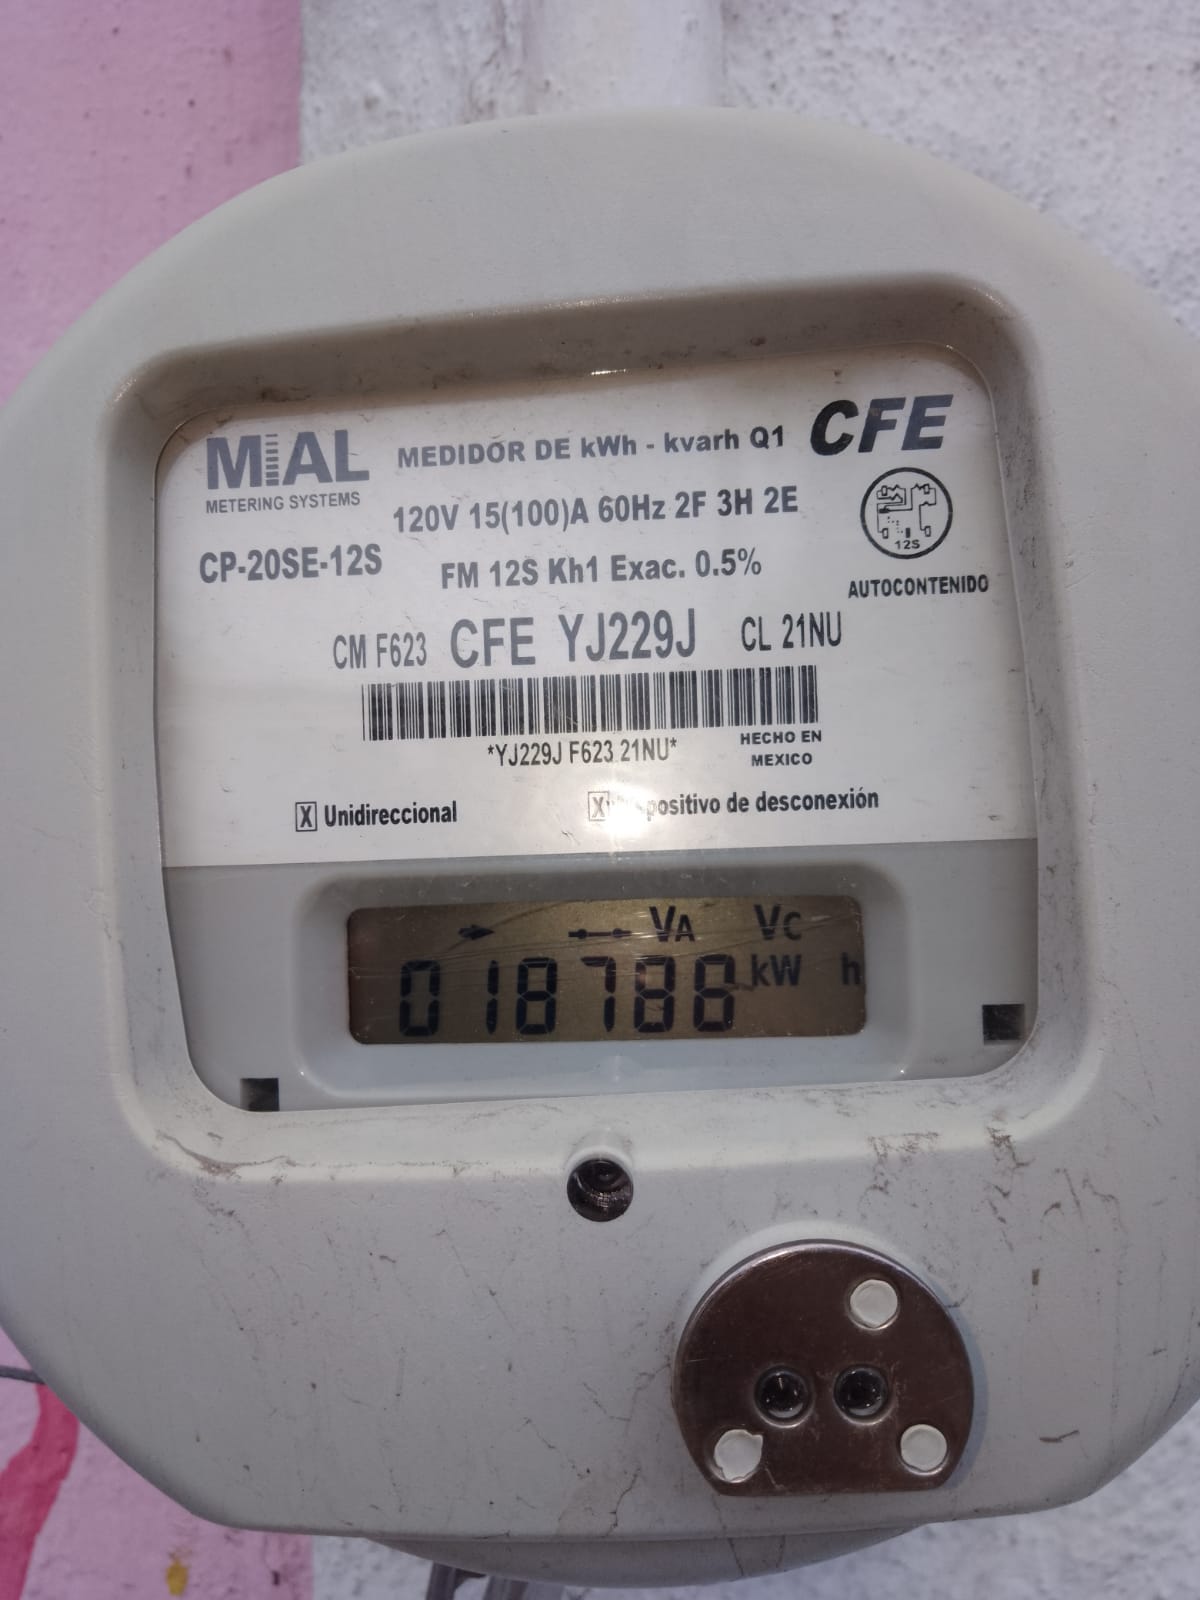 MIAL
METERING SYSTEMS
MEDIDOR DE kWh - kvarh Q1
CFE
120V 15(100)A 60Hz 2F 3H 2E
12S
CP-20SE-12S
FM 12S Kh1 Exac. 0.5%
AUTOCONTENIDO
CM F623 CFE YJ229J CL 21NU
*YJ229J F623 21NU*
HECHO EN
MEXICO
X Unidireccional
X positivo de desconexión
VA VC
018788 kW h